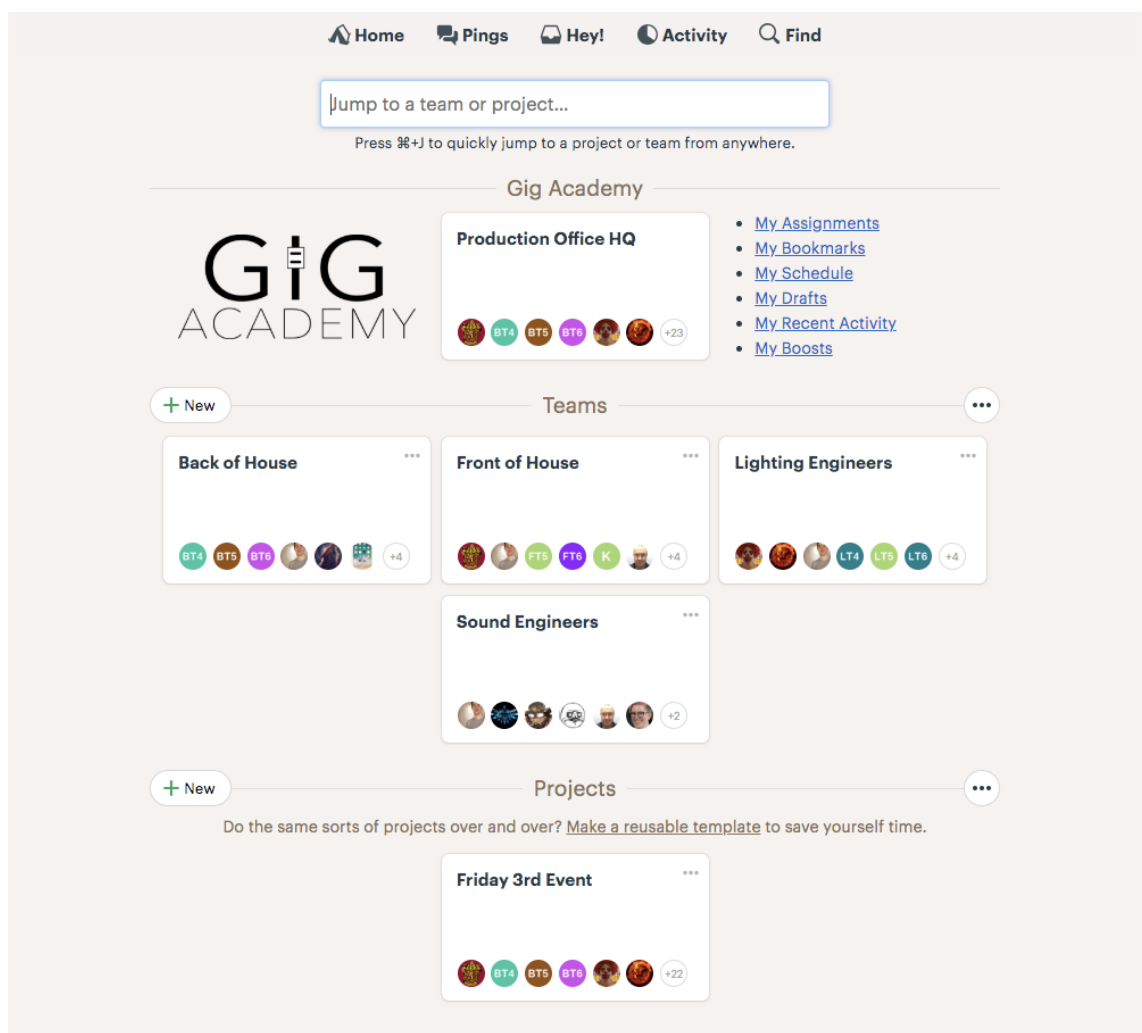 Home Pings Hey! Activity Find
Jump to a team or project...
Press ⌘+J to quickly jump to a project or team from anywhere.
Gig Academy
GIG
ACADEMY
Production Office HQ
BT4 BT5 BT6 +23
My Assignments
My Bookmarks
My Schedule
My Drafts
My Recent Activity
My Boosts
+ New Teams
Back of House
BT4 BT5 BT6 +4
Front of House
FT5 FT6 K +4
Lighting Engineers
LT4 LT5 LT6 +4
Sound Engineers
+2
+ New Projects
Do the same sorts of projects over and over? Make a reusable template to save yourself time.
Friday 3rd Event
BT4 BT5 BT6 +22